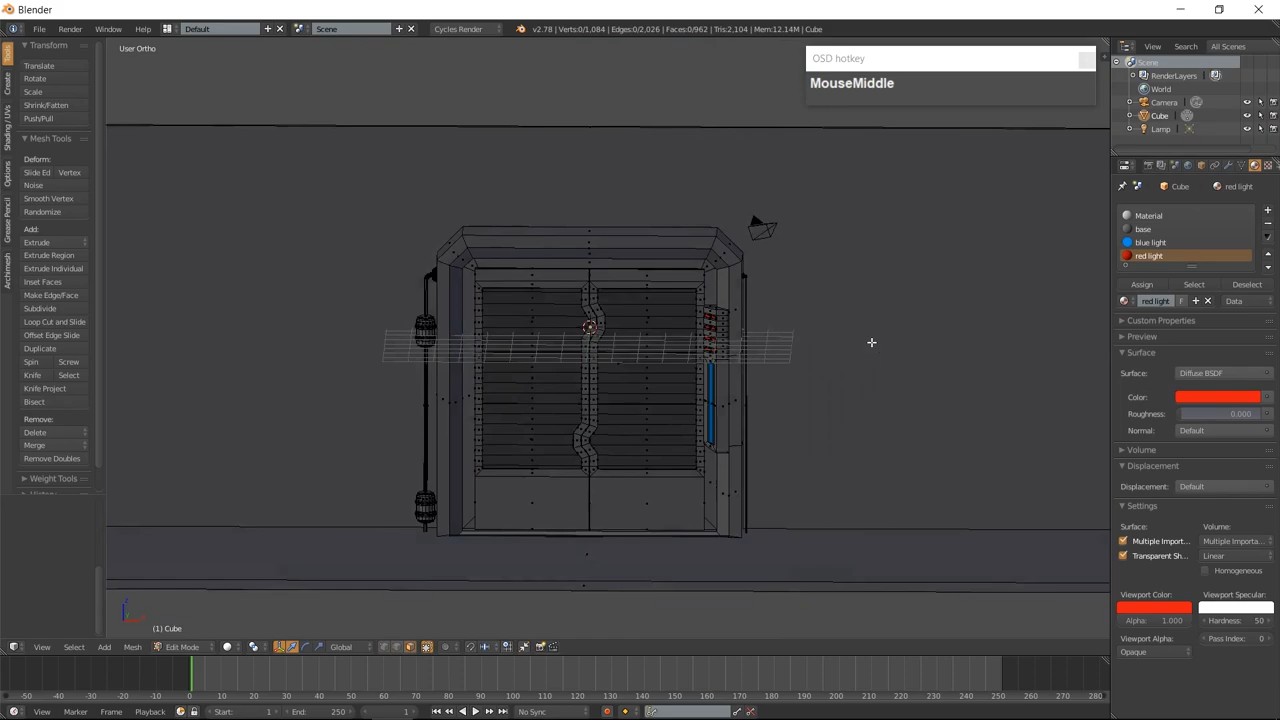 Blender
File Render Window Help Default Scene Cycles Render v2.78 | Verts:0/1,084 | Edges:0/2,026 | Faces:0/962 | Tris:2,104 | Mem:12.14M | Cube
Transform
Translate
Rotate
Scale
Shrink/Fatten
Push/Pull
Mesh Tools
Deform:
Slide Ed Vertex
Noise
Smooth Vertex
Randomize
Add:
Extrude
Extrude Region
Extrude Individual
Inset Faces
Make Edge/Face
Subdivide
Loop Cut and Slide
Offset Edge Slide
Duplicate
Spin Screw
Knife Select
Knife Project
Bisect
Remove:
Delete
Merge
Remove Doubles
Weight Tools
Tools
Create
Shading / UVs
Options
Grease Pencil
Archimesh
User Ortho
OSD hotkey
MouseMiddle
(1) Cube
View Search All Scenes
Scene
RenderLayers
World
Camera
Cube
Lamp
Cube red light
Material
base
blue light
red light
Assign Select Deselect
red light F Data
Custom Properties
Preview
Surface
Surface: Diffuse BSDF
Color:
Roughness: 0.000
Normal: Default
Volume
Displacement
Displacement: Default
Settings
Surface: Volume:
Multiple Import... Multiple Importa...
Transparent Sh... Linear
Homogeneous
Viewport Color: Viewport Specular:
Alpha: 1.000 Hardness: 50
Viewport Alpha: Pass Index: 0
Opaque
View Select Add Mesh Edit Mode Global
-50 -40 -30 -20 -10 0 10 20 30 40 50 60 70 80 90 100 110 120 130 140 150 160 170 180 190 200 210 220 230 240 250 260 270 280
View Marker Frame Playback Start: 1 End: 250 1 No Sync